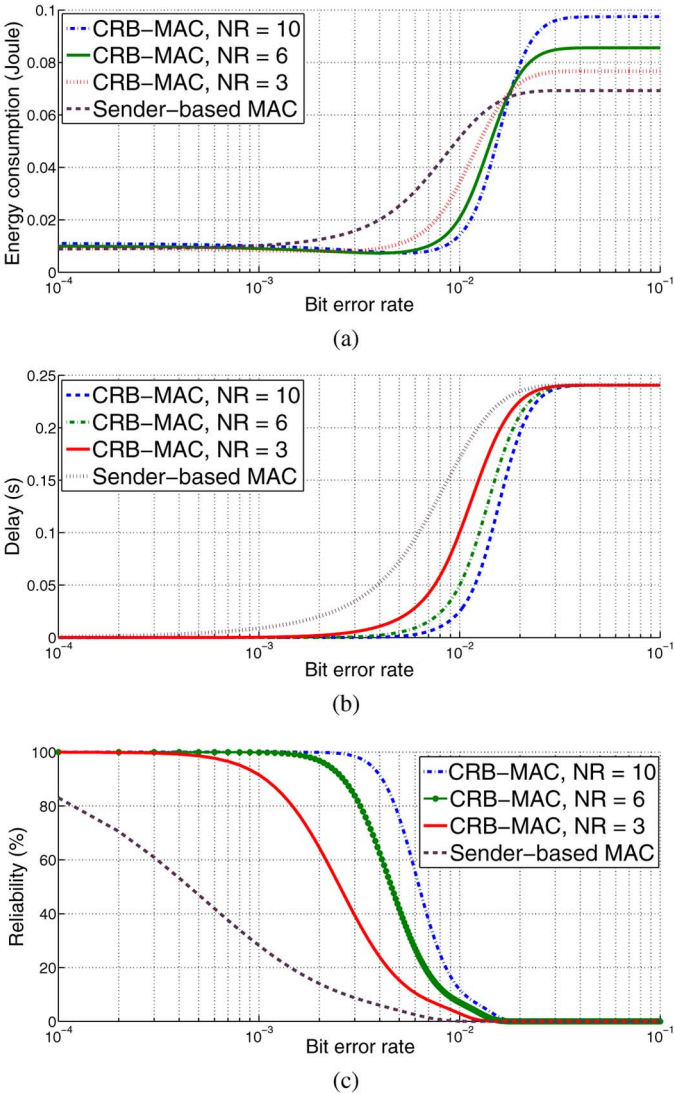 0.1
0.08
0.06
0.04
0.02
0
Energy consumption (Joule)
CRB−MAC, NR = 10
CRB−MAC, NR = 6
CRB−MAC, NR = 3
Sender−based MAC
10−4
10−3
10−2
10−1
Bit error rate
(a)
0.25
0.2
0.15
0.1
0.05
0
Delay (s)
CRB−MAC, NR = 10
CRB−MAC, NR = 6
CRB−MAC, NR = 3
Sender−based MAC
10−4
10−3
10−2
10−1
Bit error rate
(b)
100
80
60
40
20
0
Reliability (%)
CRB−MAC, NR = 10
CRB−MAC, NR = 6
CRB−MAC, NR = 3
Sender−based MAC
10−4
10−3
10−2
10−1
Bit error rate
(c)